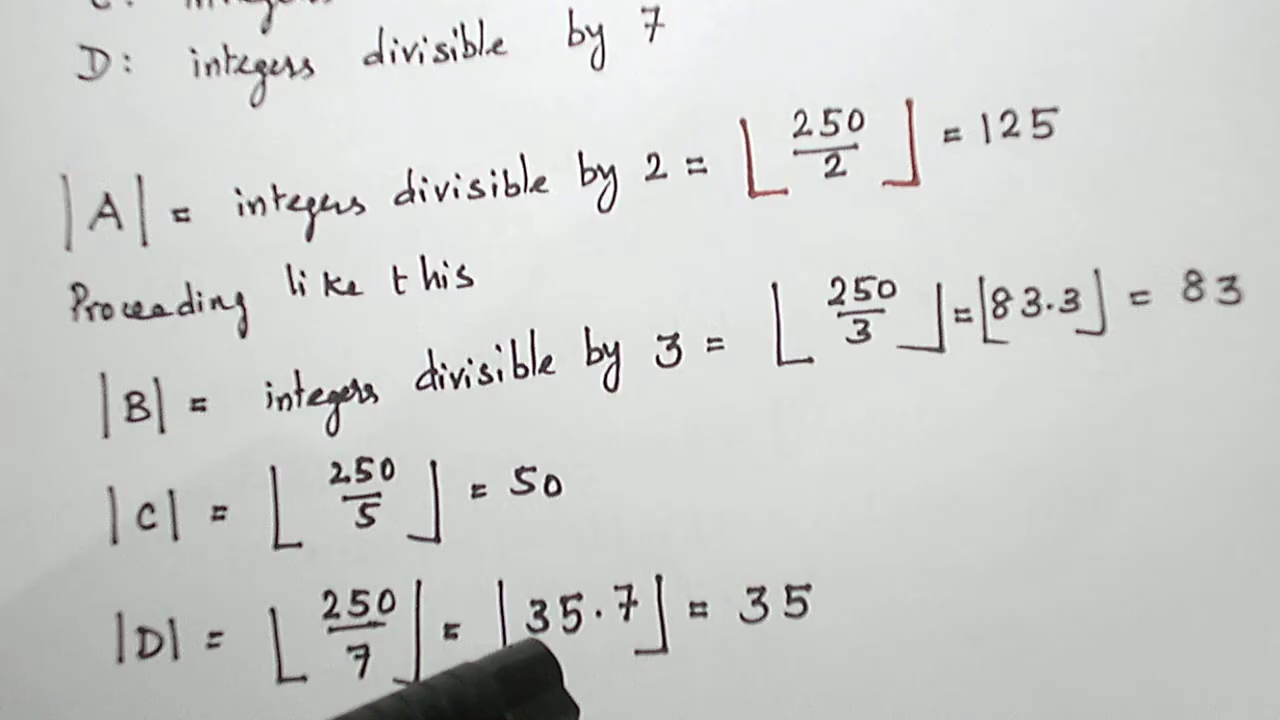 D: integers divisible by 7
|A| = integers divisible by 2 = ⌊250/2⌋ = 125
Proceeding like this
|B| = integers divisible by 3 = ⌊250/3⌋ = ⌊83.3⌋ = 83
|C| = ⌊250/5⌋ = 50
|D| = ⌊250/7⌋ = ⌊35.7⌋ = 35